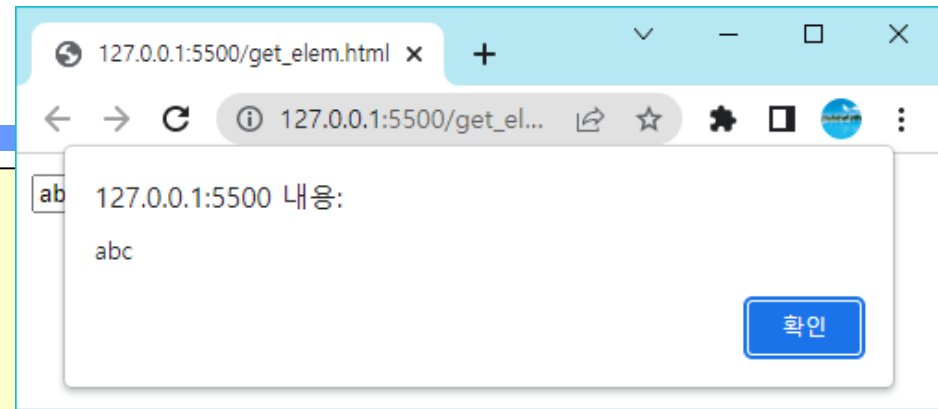 127.0.0.1:5500/get_elem.html
127.0.0.1:5500/get_el...
ab
127.0.0.1:5500 내용:
abc
확인